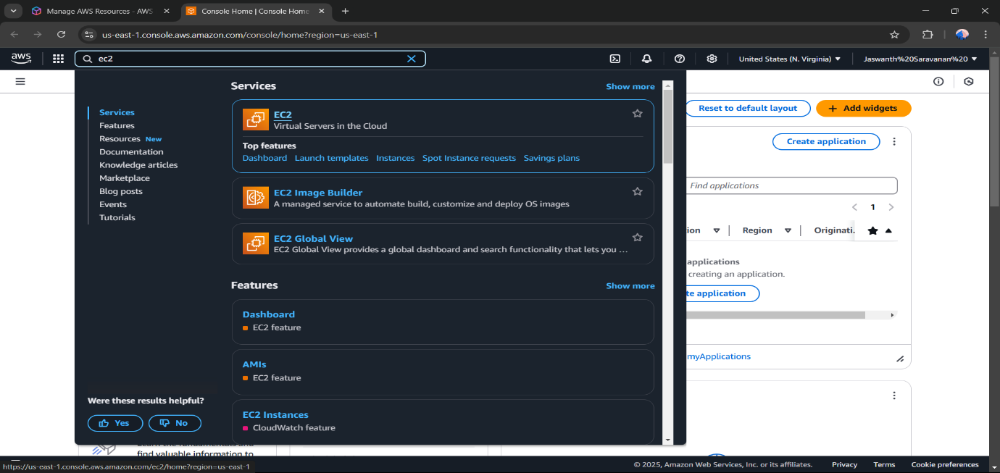 Manage AWS Resources - AWS
Console Home | Console Home
us-east-1.console.aws.amazon.com/console/home?region=us-east-1
aws
ec2
United States (N. Virginia)
Jaswanth%20Saravanan%20
Services
Features
Resources New
Documentation
Knowledge articles
Marketplace
Blog posts
Events
Tutorials
Were these results helpful?
Yes
No
Services
Show more
EC2
Virtual Servers in the Cloud
Top features
Dashboard Launch templates Instances Spot Instance requests Savings plans
EC2 Image Builder
A managed service to automate build, customize and deploy OS images
EC2 Global View
EC2 Global View provides a global dashboard and search functionality that lets you ...
Features
Show more
Dashboard
EC2 feature
AMIs
EC2 feature
EC2 Instances
CloudWatch feature
Reset to default layout
Add widgets
Create application
Find applications
1
ion
Region
Originati.
applications
creating an application.
te application
myApplications
Learn the fundamentals and
find valuable information to
https://us-east-1.console.aws.amazon.com/ec2/home?region=us-east-1
© 2025, Amazon Web Services, Inc. or its affiliates.
Privacy
Terms
Cookie preferences